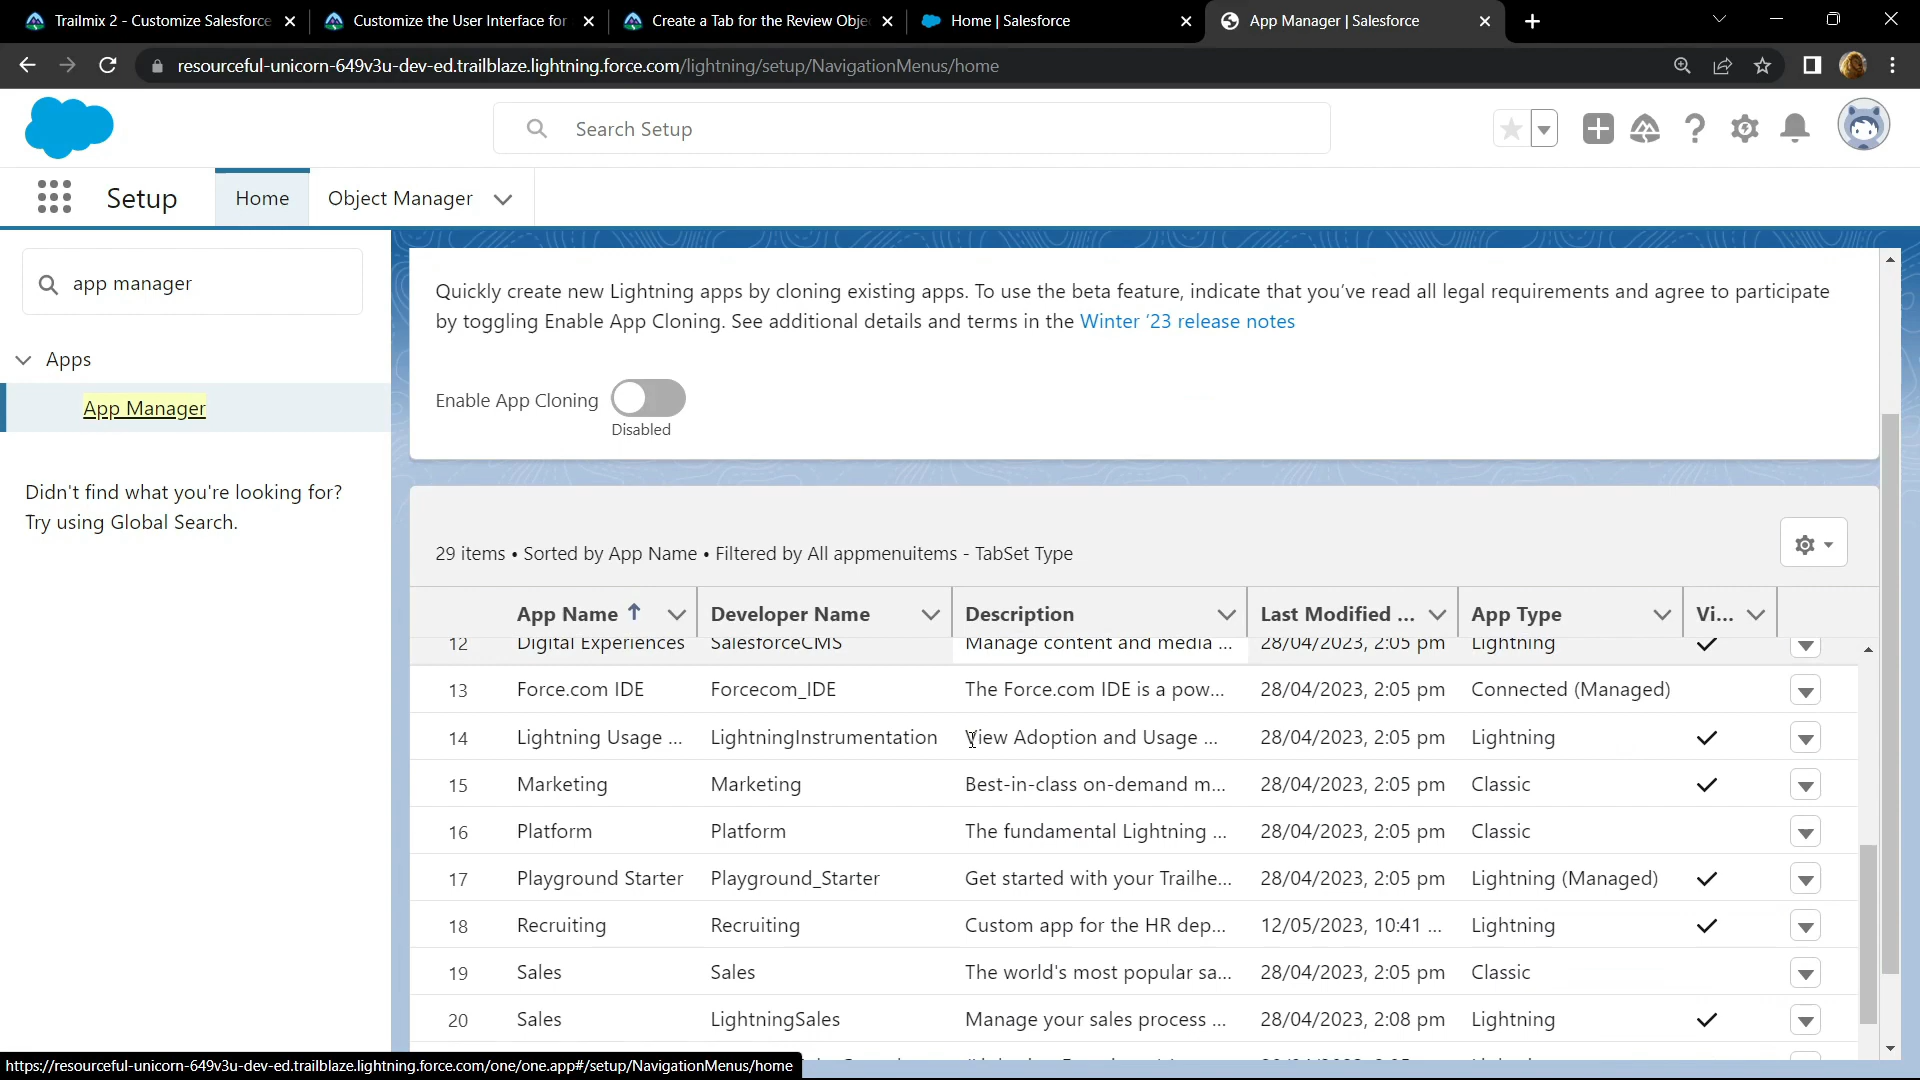 Trailmix 2 - Customize Salesforce
Customize the User Interface for
Create a Tab for the Review Obje
Home | Salesforce
App Manager | Salesforce
resourceful-unicorn-649v3u-dev-ed.trailblaze.lightning.force.com/lightning/setup/NavigationMenus/home
Search Setup
Setup
Home
Object Manager
app manager
Apps
App Manager
Didn't find what you're looking for?
Try using Global Search.
Quickly create new Lightning apps by cloning existing apps. To use the beta feature, indicate that you've read all legal requirements and agree to participate
by toggling Enable App Cloning. See additional details and terms in the Winter '23 release notes
Enable App Cloning
Disabled
29 items • Sorted by App Name • Filtered by All appmenuitems - TabSet Type
App Name ↑ Developer Name Description Last Modified ... App Type Vi...
12 Digital Experiences SalesforceCMS Manage content and media ... 28/04/2023, 2:05 pm Lightning
13 Force.com IDE Forcecom_IDE The Force.com IDE is a pow... 28/04/2023, 2:05 pm Connected (Managed)
14 Lightning Usage ... LightningInstrumentation View Adoption and Usage ... 28/04/2023, 2:05 pm Lightning
15 Marketing Marketing Best-in-class on-demand m... 28/04/2023, 2:05 pm Classic
16 Platform Platform The fundamental Lightning ... 28/04/2023, 2:05 pm Classic
17 Playground Starter Playground_Starter Get started with your Trailhe... 28/04/2023, 2:05 pm Lightning (Managed)
18 Recruiting Recruiting Custom app for the HR dep... 12/05/2023, 10:41 ... Lightning
19 Sales Sales The world's most popular sa... 28/04/2023, 2:05 pm Classic
20 Sales LightningSales Manage your sales process ... 28/04/2023, 2:08 pm Lightning
https://resourceful-unicorn-649v3u-dev-ed.trailblaze.lightning.force.com/one/one.app#/setup/NavigationMenus/home